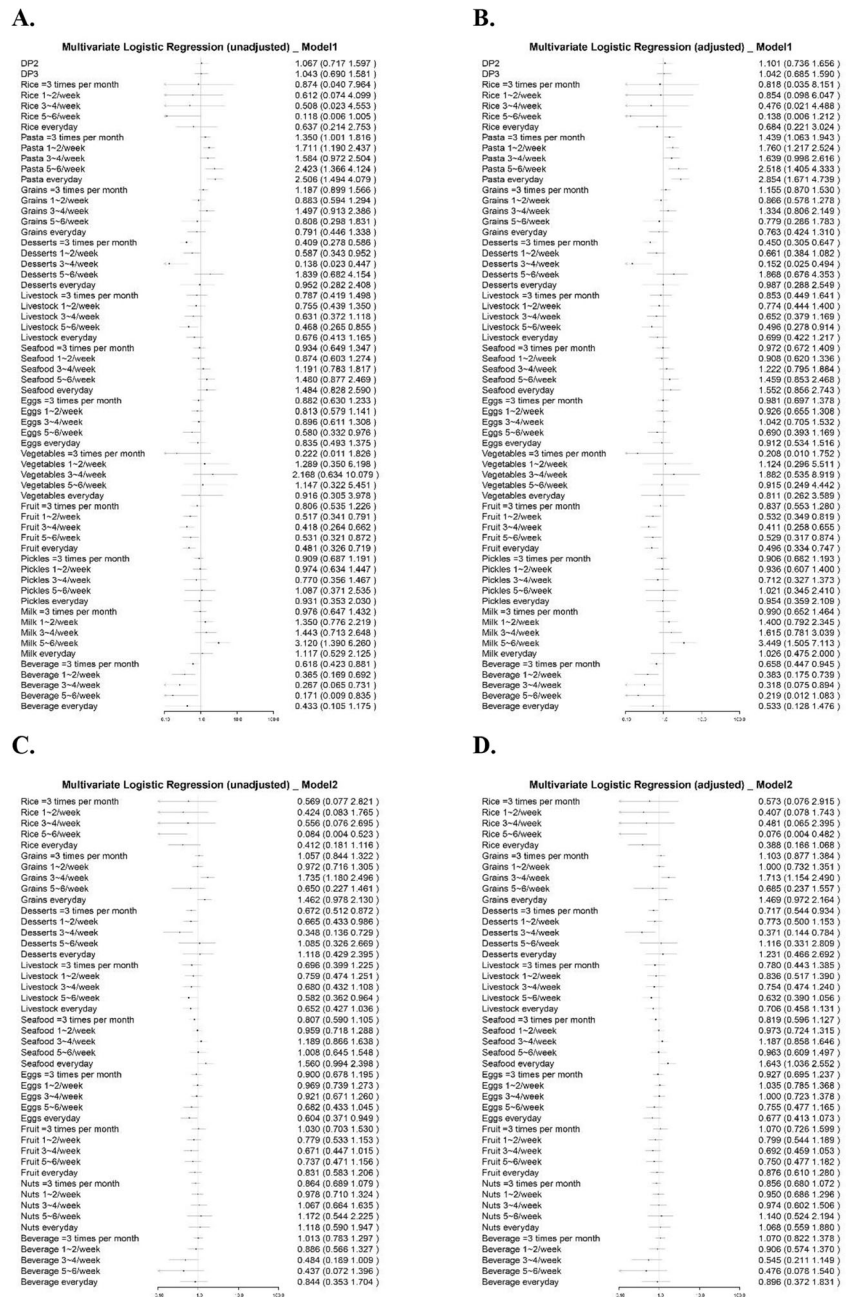 A.
Multivariate Logistic Regression (unadjusted) _ Model1
DP2 1.067 (0.717 1.597)
DP3 1.043 (0.690 1.581)
Rice =3 times per month 0.874 (0.040 7.964)
Rice 1~2/week 0.612 (0.074 4.099)
Rice 3~4/week 0.508 (0.023 4.553)
Rice 5~6/week 0.118 (0.006 1.005)
Rice everyday 0.637 (0.214 2.753)
Pasta =3 times per month 1.350 (1.001 1.816)
Pasta 1~2/week 1.711 (1.190 2.437)
Pasta 3~4/week 1.584 (0.972 2.504)
Pasta 5~6/week 2.423 (1.366 4.124)
Pasta everyday 2.506 (1.494 4.079)
Grains =3 times per month 1.187 (0.899 1.566)
Grains 1~2/week 0.883 (0.594 1.294)
Grains 3~4/week 1.497 (0.913 2.386)
Grains 5~6/week 0.808 (0.298 1.831)
Grains everyday 0.791 (0.446 1.338)
Desserts =3 times per month 0.409 (0.278 0.586)
Desserts 1~2/week 0.587 (0.343 0.952)
Desserts 3~4/week 0.138 (0.023 0.447)
Desserts 5~6/week 1.839 (0.682 4.154)
Desserts everyday 0.952 (0.282 2.408)
Livestock =3 times per month 0.787 (0.419 1.498)
Livestock 1~2/week 0.755 (0.439 1.350)
Livestock 3~4/week 0.631 (0.372 1.118)
Livestock 5~6/week 0.468 (0.265 0.855)
Livestock everyday 0.676 (0.413 1.165)
Seafood =3 times per month 0.934 (0.649 1.347)
Seafood 1~2/week 0.874 (0.603 1.274)
Seafood 3~4/week 1.191 (0.783 1.817)
Seafood 5~6/week 1.480 (0.877 2.469)
Seafood everyday 1.484 (0.828 2.590)
Eggs =3 times per month 0.882 (0.630 1.233)
Eggs 1~2/week 0.813 (0.579 1.141)
Eggs 3~4/week 0.896 (0.611 1.308)
Eggs 5~6/week 0.580 (0.332 0.976)
Eggs everyday 0.835 (0.493 1.375)
Vegetables =3 times per month 0.222 (0.011 1.826)
Vegetables 1~2/week 1.289 (0.350 6.198)
Vegetables 3~4/week 2.168 (0.634 10.079)
Vegetables 5~6/week 1.147 (0.322 5.451)
Vegetables everyday 0.916 (0.305 3.978)
Fruit =3 times per month 0.806 (0.535 1.226)
Fruit 1~2/week 0.517 (0.341 0.791)
Fruit 3~4/week 0.418 (0.264 0.662)
Fruit 5~6/week 0.531 (0.321 0.872)
Fruit everyday 0.481 (0.326 0.719)
Pickles =3 times per month 0.909 (0.687 1.191)
Pickles 1~2/week 0.974 (0.634 1.447)
Pickles 3~4/week 0.770 (0.356 1.467)
Pickles 5~6/week 1.087 (0.371 2.535)
Pickles everyday 0.931 (0.353 2.030)
Milk =3 times per month 0.976 (0.647 1.432)
Milk 1~2/week 1.350 (0.776 2.219)
Milk 3~4/week 1.443 (0.713 2.648)
Milk 5~6/week 3.120 (1.390 6.260)
Milk everyday 1.117 (0.529 2.125)
Beverage =3 times per month 0.618 (0.423 0.881)
Beverage 1~2/week 0.365 (0.169 0.692)
Beverage 3~4/week 0.267 (0.065 0.731)
Beverage 5~6/week 0.171 (0.009 0.835)
Beverage everyday 0.433 (0.105 1.175)
0.10 1.0 10.0 100.0
B.
Multivariate Logistic Regression (adjusted) _ Model1
DP2 1.101 (0.736 1.656)
DP3 1.042 (0.685 1.590)
Rice =3 times per month 0.818 (0.035 8.151)
Rice 1~2/week 0.854 (0.098 6.047)
Rice 3~4/week 0.476 (0.021 4.488)
Rice 5~6/week 0.138 (0.006 1.212)
Rice everyday 0.684 (0.221 3.024)
Pasta =3 times per month 1.439 (1.063 1.943)
Pasta 1~2/week 1.760 (1.217 2.524)
Pasta 3~4/week 1.639 (0.998 2.616)
Pasta 5~6/week 2.518 (1.405 4.333)
Pasta everyday 2.854 (1.671 4.739)
Grains =3 times per month 1.155 (0.870 1.530)
Grains 1~2/week 0.866 (0.578 1.278)
Grains 3~4/week 1.334 (0.806 2.149)
Grains 5~6/week 0.779 (0.286 1.783)
Grains everyday 0.763 (0.424 1.310)
Desserts =3 times per month 0.450 (0.305 0.647)
Desserts 1~2/week 0.661 (0.384 1.082)
Desserts 3~4/week 0.152 (0.025 0.494)
Desserts 5~6/week 1.868 (0.676 4.353)
Desserts everyday 0.987 (0.288 2.549)
Livestock =3 times per month 0.853 (0.449 1.641)
Livestock 1~2/week 0.774 (0.444 1.400)
Livestock 3~4/week 0.652 (0.379 1.169)
Livestock 5~6/week 0.496 (0.278 0.914)
Livestock everyday 0.699 (0.422 1.217)
Seafood =3 times per month 0.972 (0.672 1.409)
Seafood 1~2/week 0.908 (0.620 1.336)
Seafood 3~4/week 1.222 (0.795 1.884)
Seafood 5~6/week 1.459 (0.853 2.468)
Seafood everyday 1.552 (0.856 2.743)
Eggs =3 times per month 0.981 (0.697 1.378)
Eggs 1~2/week 0.926 (0.655 1.308)
Eggs 3~4/week 1.042 (0.705 1.532)
Eggs 5~6/week 0.690 (0.393 1.169)
Eggs everyday 0.912 (0.534 1.516)
Vegetables =3 times per month 0.208 (0.010 1.752)
Vegetables 1~2/week 1.124 (0.296 5.511)
Vegetables 3~4/week 1.882 (0.535 8.919)
Vegetables 5~6/week 0.915 (0.249 4.442)
Vegetables everyday 0.811 (0.262 3.589)
Fruit =3 times per month 0.837 (0.553 1.280)
Fruit 1~2/week 0.532 (0.349 0.819)
Fruit 3~4/week 0.411 (0.258 0.655)
Fruit 5~6/week 0.529 (0.317 0.874)
Fruit everyday 0.496 (0.334 0.747)
Pickles =3 times per month 0.906 (0.682 1.193)
Pickles 1~2/week 0.936 (0.607 1.400)
Pickles 3~4/week 0.712 (0.327 1.373)
Pickles 5~6/week 1.021 (0.345 2.410)
Pickles everyday 0.954 (0.359 2.109)
Milk =3 times per month 0.990 (0.652 1.464)
Milk 1~2/week 1.400 (0.792 2.345)
Milk 3~4/week 1.615 (0.781 3.039)
Milk 5~6/week 3.449 (1.505 7.113)
Milk everyday 1.026 (0.475 2.000)
Beverage =3 times per month 0.658 (0.447 0.945)
Beverage 1~2/week 0.383 (0.175 0.739)
Beverage 3~4/week 0.318 (0.075 0.894)
Beverage 5~6/week 0.219 (0.012 1.083)
Beverage everyday 0.533 (0.128 1.476)
0.10 1.0 10.0 100.0
C.
Multivariate Logistic Regression (unadjusted) _ Model2
Rice =3 times per month 0.569 (0.077 2.821)
Rice 1~2/week 0.424 (0.083 1.765)
Rice 3~4/week 0.556 (0.076 2.695)
Rice 5~6/week 0.084 (0.004 0.523)
Rice everyday 0.412 (0.181 1.116)
Grains =3 times per month 1.057 (0.844 1.322)
Grains 1~2/week 0.972 (0.716 1.305)
Grains 3~4/week 1.735 (1.180 2.496)
Grains 5~6/week 0.650 (0.227 1.461)
Grains everyday 1.462 (0.978 2.130)
Desserts =3 times per month 0.672 (0.512 0.872)
Desserts 1~2/week 0.665 (0.433 0.986)
Desserts 3~4/week 0.348 (0.136 0.729)
Desserts 5~6/week 1.085 (0.326 2.669)
Desserts everyday 1.118 (0.429 2.395)
Livestock =3 times per month 0.696 (0.399 1.225)
Livestock 1~2/week 0.759 (0.474 1.251)
Livestock 3~4/week 0.680 (0.432 1.108)
Livestock 5~6/week 0.582 (0.362 0.964)
Livestock everyday 0.652 (0.427 1.036)
Seafood =3 times per month 0.807 (0.590 1.105)
Seafood 1~2/week 0.959 (0.718 1.288)
Seafood 3~4/week 1.189 (0.866 1.638)
Seafood 5~6/week 1.008 (0.645 1.548)
Seafood everyday 1.560 (0.994 2.398)
Eggs =3 times per month 0.900 (0.678 1.195)
Eggs 1~2/week 0.969 (0.739 1.273)
Eggs 3~4/week 0.921 (0.671 1.260)
Eggs 5~6/week 0.682 (0.433 1.045)
Eggs everyday 0.604 (0.371 0.949)
Fruit =3 times per month 1.030 (0.703 1.530)
Fruit 1~2/week 0.779 (0.533 1.153)
Fruit 3~4/week 0.671 (0.447 1.015)
Fruit 5~6/week 0.737 (0.471 1.156)
Fruit everyday 0.831 (0.583 1.206)
Nuts =3 times per month 0.864 (0.689 1.079)
Nuts 1~2/week 0.978 (0.710 1.324)
Nuts 3~4/week 1.067 (0.664 1.635)
Nuts 5~6/week 1.172 (0.544 2.225)
Nuts everyday 1.118 (0.590 1.947)
Beverage =3 times per month 1.013 (0.783 1.297)
Beverage 1~2/week 0.886 (0.566 1.327)
Beverage 3~4/week 0.484 (0.189 1.009)
Beverage 5~6/week 0.437 (0.072 1.396)
Beverage everyday 0.844 (0.353 1.704)
D.
Multivariate Logistic Regression (adjusted) _ Model2
Rice =3 times per month 0.573 (0.076 2.915)
Rice 1~2/week 0.407 (0.078 1.743)
Rice 3~4/week 0.481 (0.065 2.395)
Rice 5~6/week 0.076 (0.004 0.482)
Rice everyday 0.388 (0.166 1.068)
Grains =3 times per month 1.103 (0.877 1.384)
Grains 1~2/week 1.000 (0.732 1.351)
Grains 3~4/week 1.713 (1.154 2.490)
Grains 5~6/week 0.685 (0.237 1.557)
Grains everyday 1.469 (0.972 2.164)
Desserts =3 times per month 0.717 (0.544 0.934)
Desserts 1~2/week 0.773 (0.500 1.153)
Desserts 3~4/week 0.371 (0.144 0.784)
Desserts 5~6/week 1.116 (0.331 2.809)
Desserts everyday 1.231 (0.466 2.692)
Livestock =3 times per month 0.780 (0.443 1.385)
Livestock 1~2/week 0.836 (0.517 1.390)
Livestock 3~4/week 0.754 (0.474 1.240)
Livestock 5~6/week 0.632 (0.390 1.056)
Livestock everyday 0.706 (0.458 1.131)
Seafood =3 times per month 0.819 (0.596 1.127)
Seafood 1~2/week 0.973 (0.724 1.315)
Seafood 3~4/week 1.187 (0.858 1.646)
Seafood 5~6/week 0.963 (0.609 1.497)
Seafood everyday 1.643 (1.036 2.552)
Eggs =3 times per month 0.927 (0.695 1.237)
Eggs 1~2/week 1.035 (0.785 1.368)
Eggs 3~4/week 1.000 (0.723 1.378)
Eggs 5~6/week 0.755 (0.477 1.165)
Eggs everyday 0.677 (0.413 1.073)
Fruit =3 times per month 1.070 (0.726 1.599)
Fruit 1~2/week 0.799 (0.544 1.189)
Fruit 3~4/week 0.692 (0.459 1.053)
Fruit 5~6/week 0.750 (0.477 1.182)
Fruit everyday 0.876 (0.610 1.280)
Nuts =3 times per month 0.856 (0.680 1.072)
Nuts 1~2/week 0.950 (0.686 1.296)
Nuts 3~4/week 0.974 (0.602 1.506)
Nuts 5~6/week 1.140 (0.524 2.194)
Nuts everyday 1.068 (0.559 1.880)
Beverage =3 times per month 1.070 (0.822 1.378)
Beverage 1~2/week 0.906 (0.574 1.370)
Beverage 3~4/week 0.545 (0.211 1.149)
Beverage 5~6/week 0.476 (0.078 1.540)
Beverage everyday 0.896 (0.372 1.831)